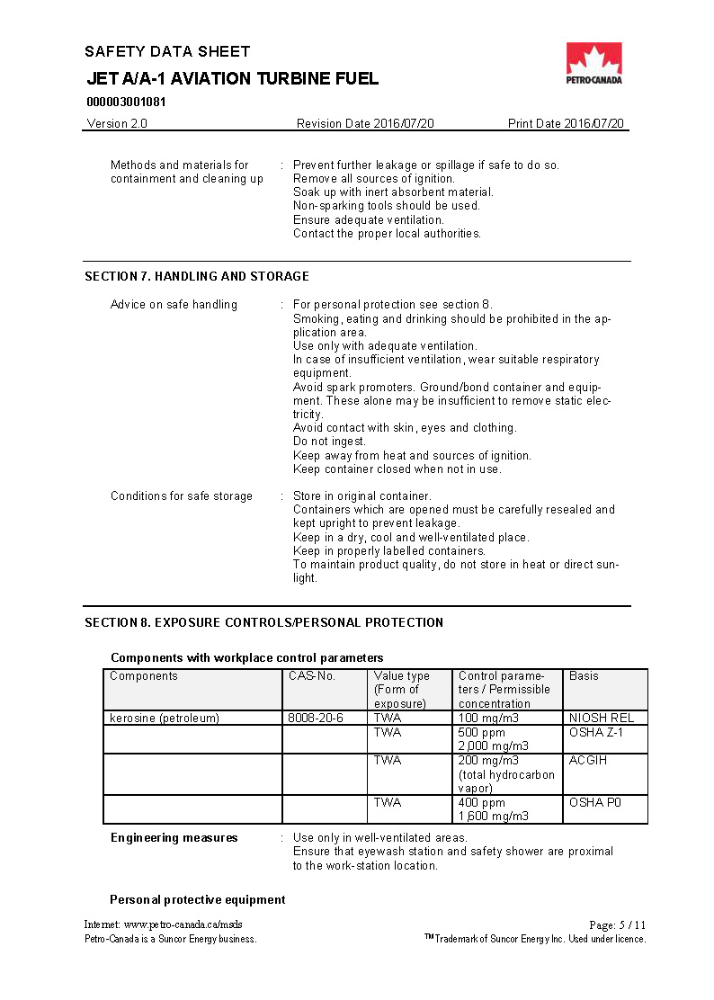 SAFETY DATA SHEET
PETRO-CANADA
JET A/A-1 AVIATION TURBINE FUEL
000003001081
Version 2.0 Revision Date 2016/07/20 Print Date 2016/07/20
Methods and materials for : Prevent further leakage or spillage if safe to do so.
containment and cleaning up Remove all sources of ignition.
Soak up with inert absorbent material.
Non-sparking tools should be used.
Ensure adequate ventilation.
Contact the proper local authorities.
SECTION 7. HANDLING AND STORAGE
Advice on safe handling : For personal protection see section 8.
Smoking, eating and drinking should be prohibited in the ap-
plication area.
Use only with adequate ventilation.
In case of insufficient ventilation, wear suitable respiratory
equipment.
Avoid spark promoters. Ground/bond container and equip-
ment. These alone may be insufficient to remove static elec-
tricity.
Avoid contact with skin, eyes and clothing.
Do not ingest.
Keep away from heat and sources of ignition.
Keep container closed when not in use.
Conditions for safe storage : Store in original container.
Containers which are opened must be carefully resealed and
kept upright to prevent leakage.
Keep in a dry, cool and well-ventilated place.
Keep in properly labelled containers.
To maintain product quality, do not store in heat or direct sun-
light.
SECTION 8. EXPOSURE CONTROLS/PERSONAL PROTECTION
Components with workplace control parameters
Components CAS-No. Value type Control parame- Basis
(Form of ters / Permissible
exposure) concentration
kerosine (petroleum) 8008-20-6 TWA 100 mg/m3 NIOSH REL
TWA 500 ppm OSHA Z-1
2,000 mg/m3
TWA 200 mg/m3 ACGIH
(total hydrocarbon
vapor)
TWA 400 ppm OSHA P0
1,600 mg/m3
Engineering measures : Use only in well-ventilated areas.
Ensure that eyewash station and safety shower are proximal
to the work-station location.
Personal protective equipment
Internet: www.petro-canada.ca/msds Page: 5 / 11
Petro-Canada is a Suncor Energy business. ™Trademark of Suncor Energy Inc. Used under licence.